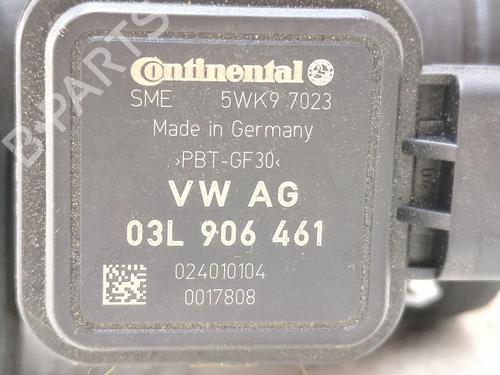 Continental
SME 5WK9 7023
Made in Germany
›PBT-GF30‹
VW AG
03L 906 461
024010104
0017808
B-PARTS